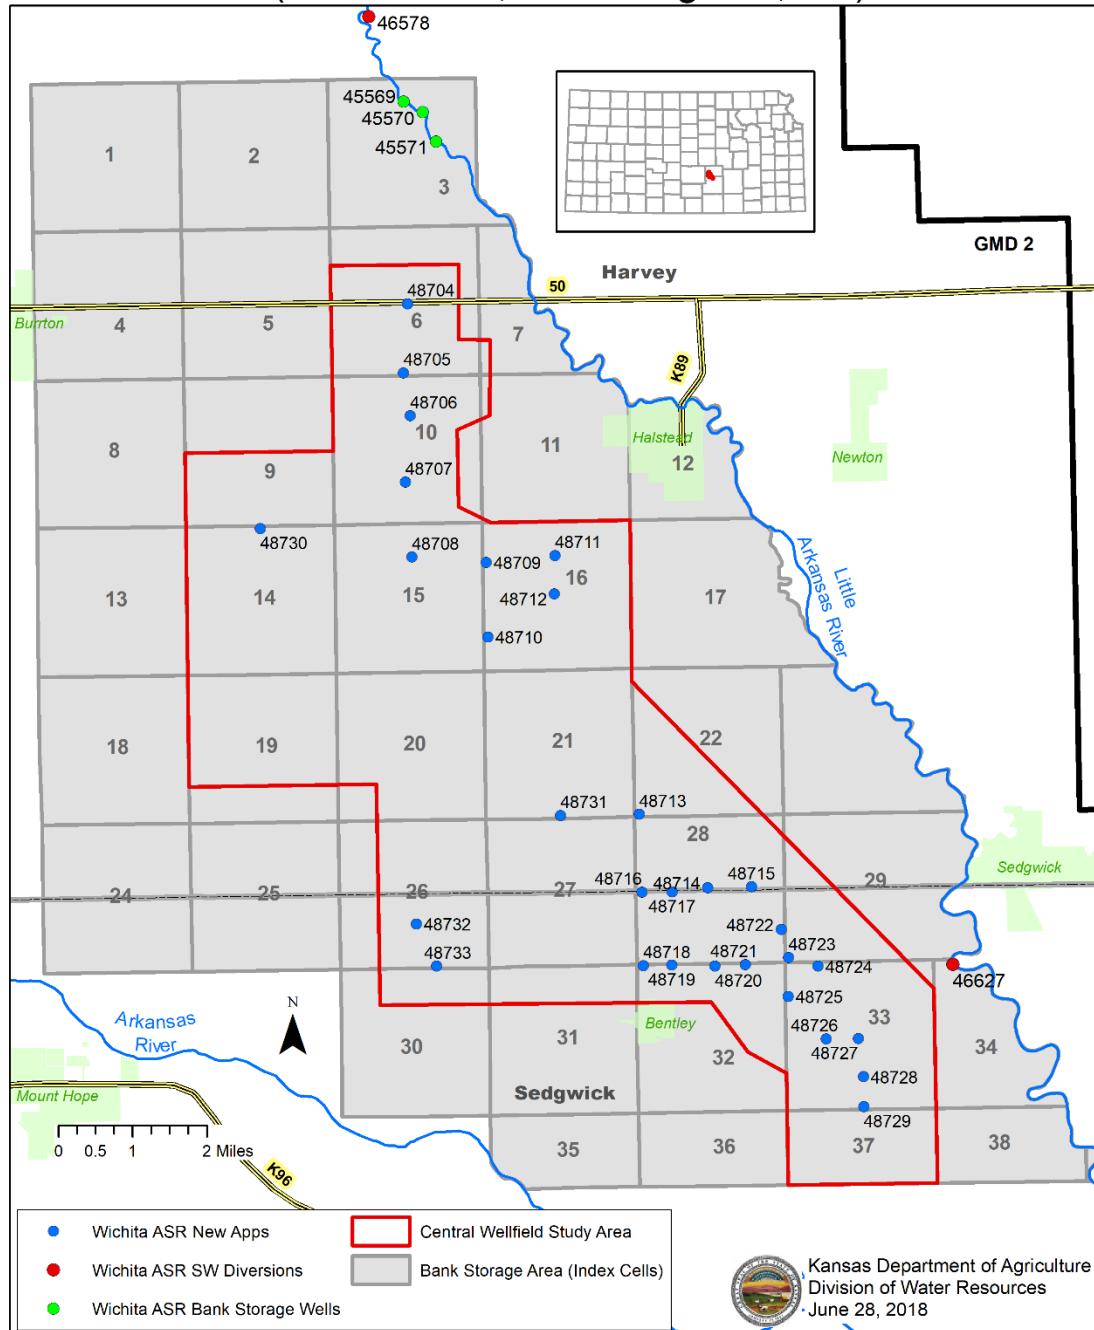 46578
45569
45570
45571
1
2
3
GMD 2
Harvey
50
48704
Burrton
4
5
6
7
48705
K89
48706
8
9
10
11
Halstead
12
Newton
48707
48730
48708
48709
48711
Little
Arkansas River
13
14
15
16
17
48712
48710
18
19
20
21
22
48731
48713
28
Sedgwick
24
25
26
27
48716
48714
48715
29
48717
48732
48722
48733
48718
48721
48723
48719
48720
48724
46627
48725
N
Arkansas
River
Bentley
48726
33
30
31
32
48727
34
48728
Mount Hope
Sedgwick
48729
0 0.5 1 2 Miles
35
36
37
38
K96
Wichita ASR New Apps
Central Wellfield Study Area
Wichita ASR SW Diversions
Bank Storage Area (Index Cells)
Wichita ASR Bank Storage Wells
Kansas Department of Agriculture
Division of Water Resources
June 28, 2018